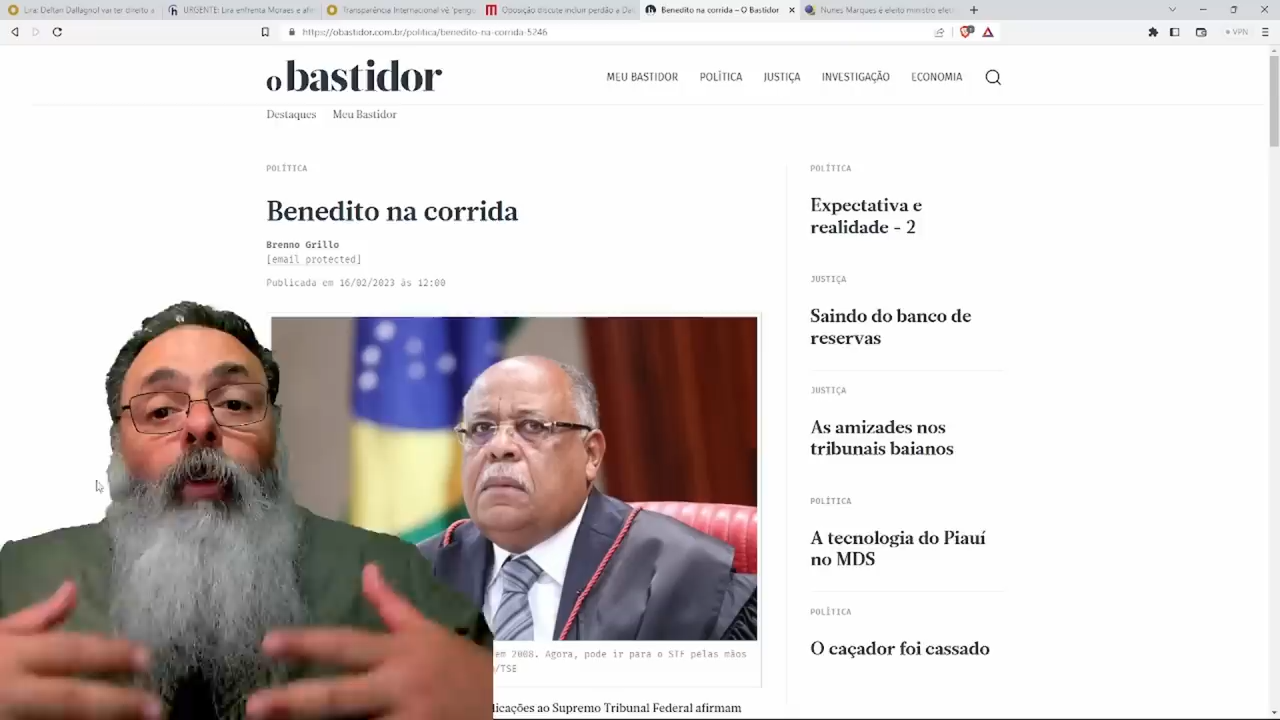 Lira: Deltan Dallagnol vai ter direito a
URGENTE: Lira enfrenta Moraes e afir
Transparência Internacional vê 'pergu
Oposição discute incluir perdão a Da
Benedito na corrida – O Bastidor
Nunes Marques é eleito ministro efe
https://obastidor.com.br/politica/benedito-na-corrida-5246
VPN
o bastidor
MEU BASTIDOR POLÍTICA JUSTIÇA INVESTIGAÇÃO ECONOMIA
Destaques Meu Bastidor
POLÍTICA
Benedito na corrida
Brenno Grillo
[email protected]
Publicada em 16/02/2023 às 12:00
em 2008. Agora, pode ir para o STF pelas mãos
/TSE
dicações ao Supremo Tribunal Federal afirmam
POLÍTICA
Expectativa e
realidade - 2
JUSTIÇA
Saindo do banco de
reservas
JUSTIÇA
As amizades nos
tribunais baianos
POLÍTICA
A tecnologia do Piauí
no MDS
POLÍTICA
O caçador foi cassado